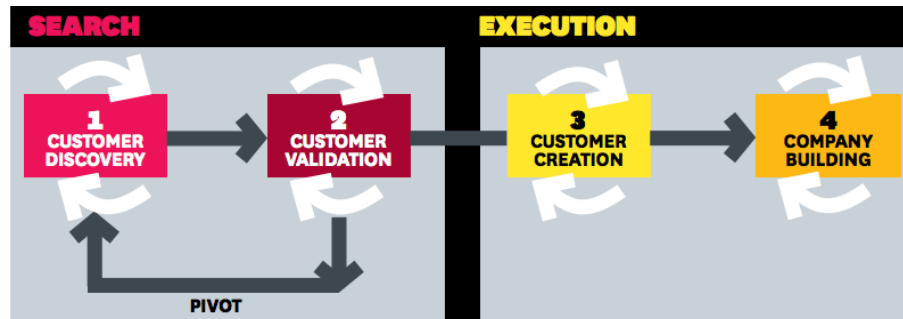 SEARCH
EXECUTION
1
CUSTOMER
DISCOVERY
2
CUSTOMER
VALIDATION
3
CUSTOMER
CREATION
4
COMPANY
BUILDING
PIVOT